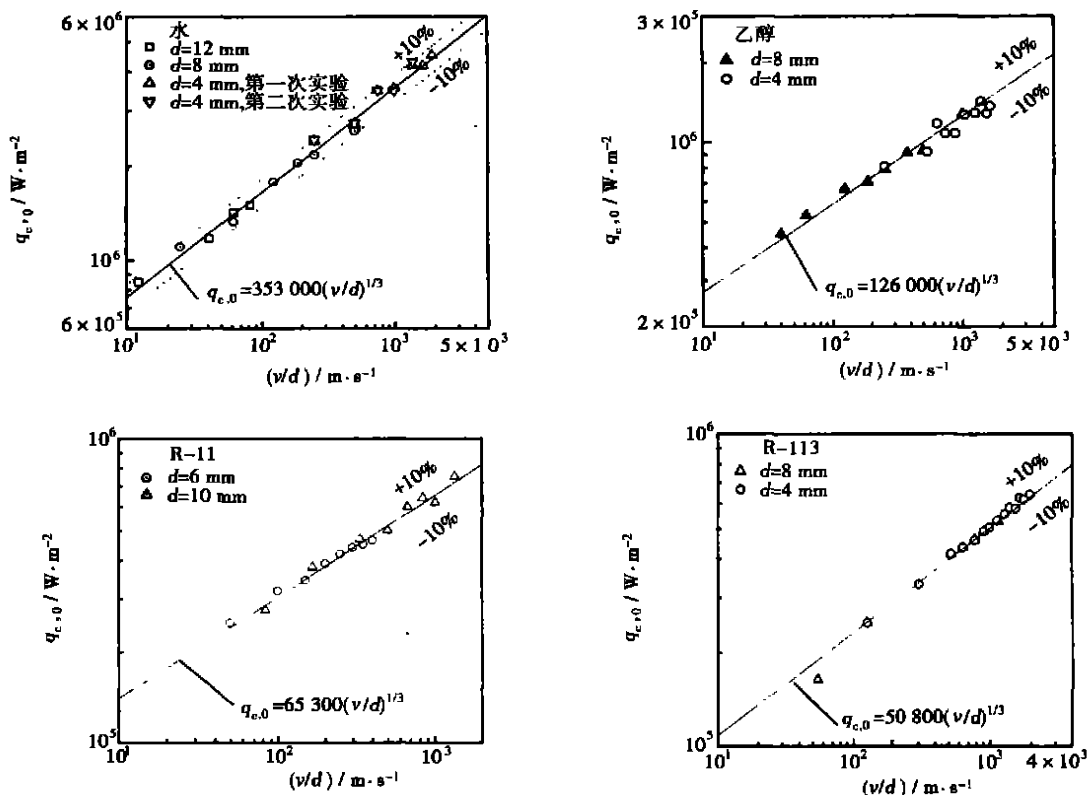 6×10⁶
水
d=12 mm
d=8 mm
d=4 mm,第一次实验
d=4 mm,第二次实验
+10%
-10%
q_c,0 / W·m⁻²
10⁶
6×10⁵
q_c,0=353 000(v/d)^1/3
10¹
10²
10³
5×10³
(v/d) / m·s⁻¹
3×10⁵
乙醇
d=8 mm
d=4 mm
+10%
-10%
q_c,0 / W·m⁻²
10⁶
q_c,0=126 000(v/d)^1/3
2×10⁵
10¹
10²
10³
5×10³
(v/d) / m·s⁻¹
10⁶
R-11
d=6 mm
d=10 mm
+10%
-10%
q_c,0 / W·m⁻²
q_c,0=65 300(v/d)^1/3
10⁵
10¹
10²
10³
(v/d) / m·s⁻¹
10⁶
R-113
d=8 mm
d=4 mm
+10%
-10%
q_c,0 / W·m⁻²
q_c,0=50 800(v/d)^1/3
10⁵
10¹
10²
10³
4×10³
(v/d) / m·s⁻¹